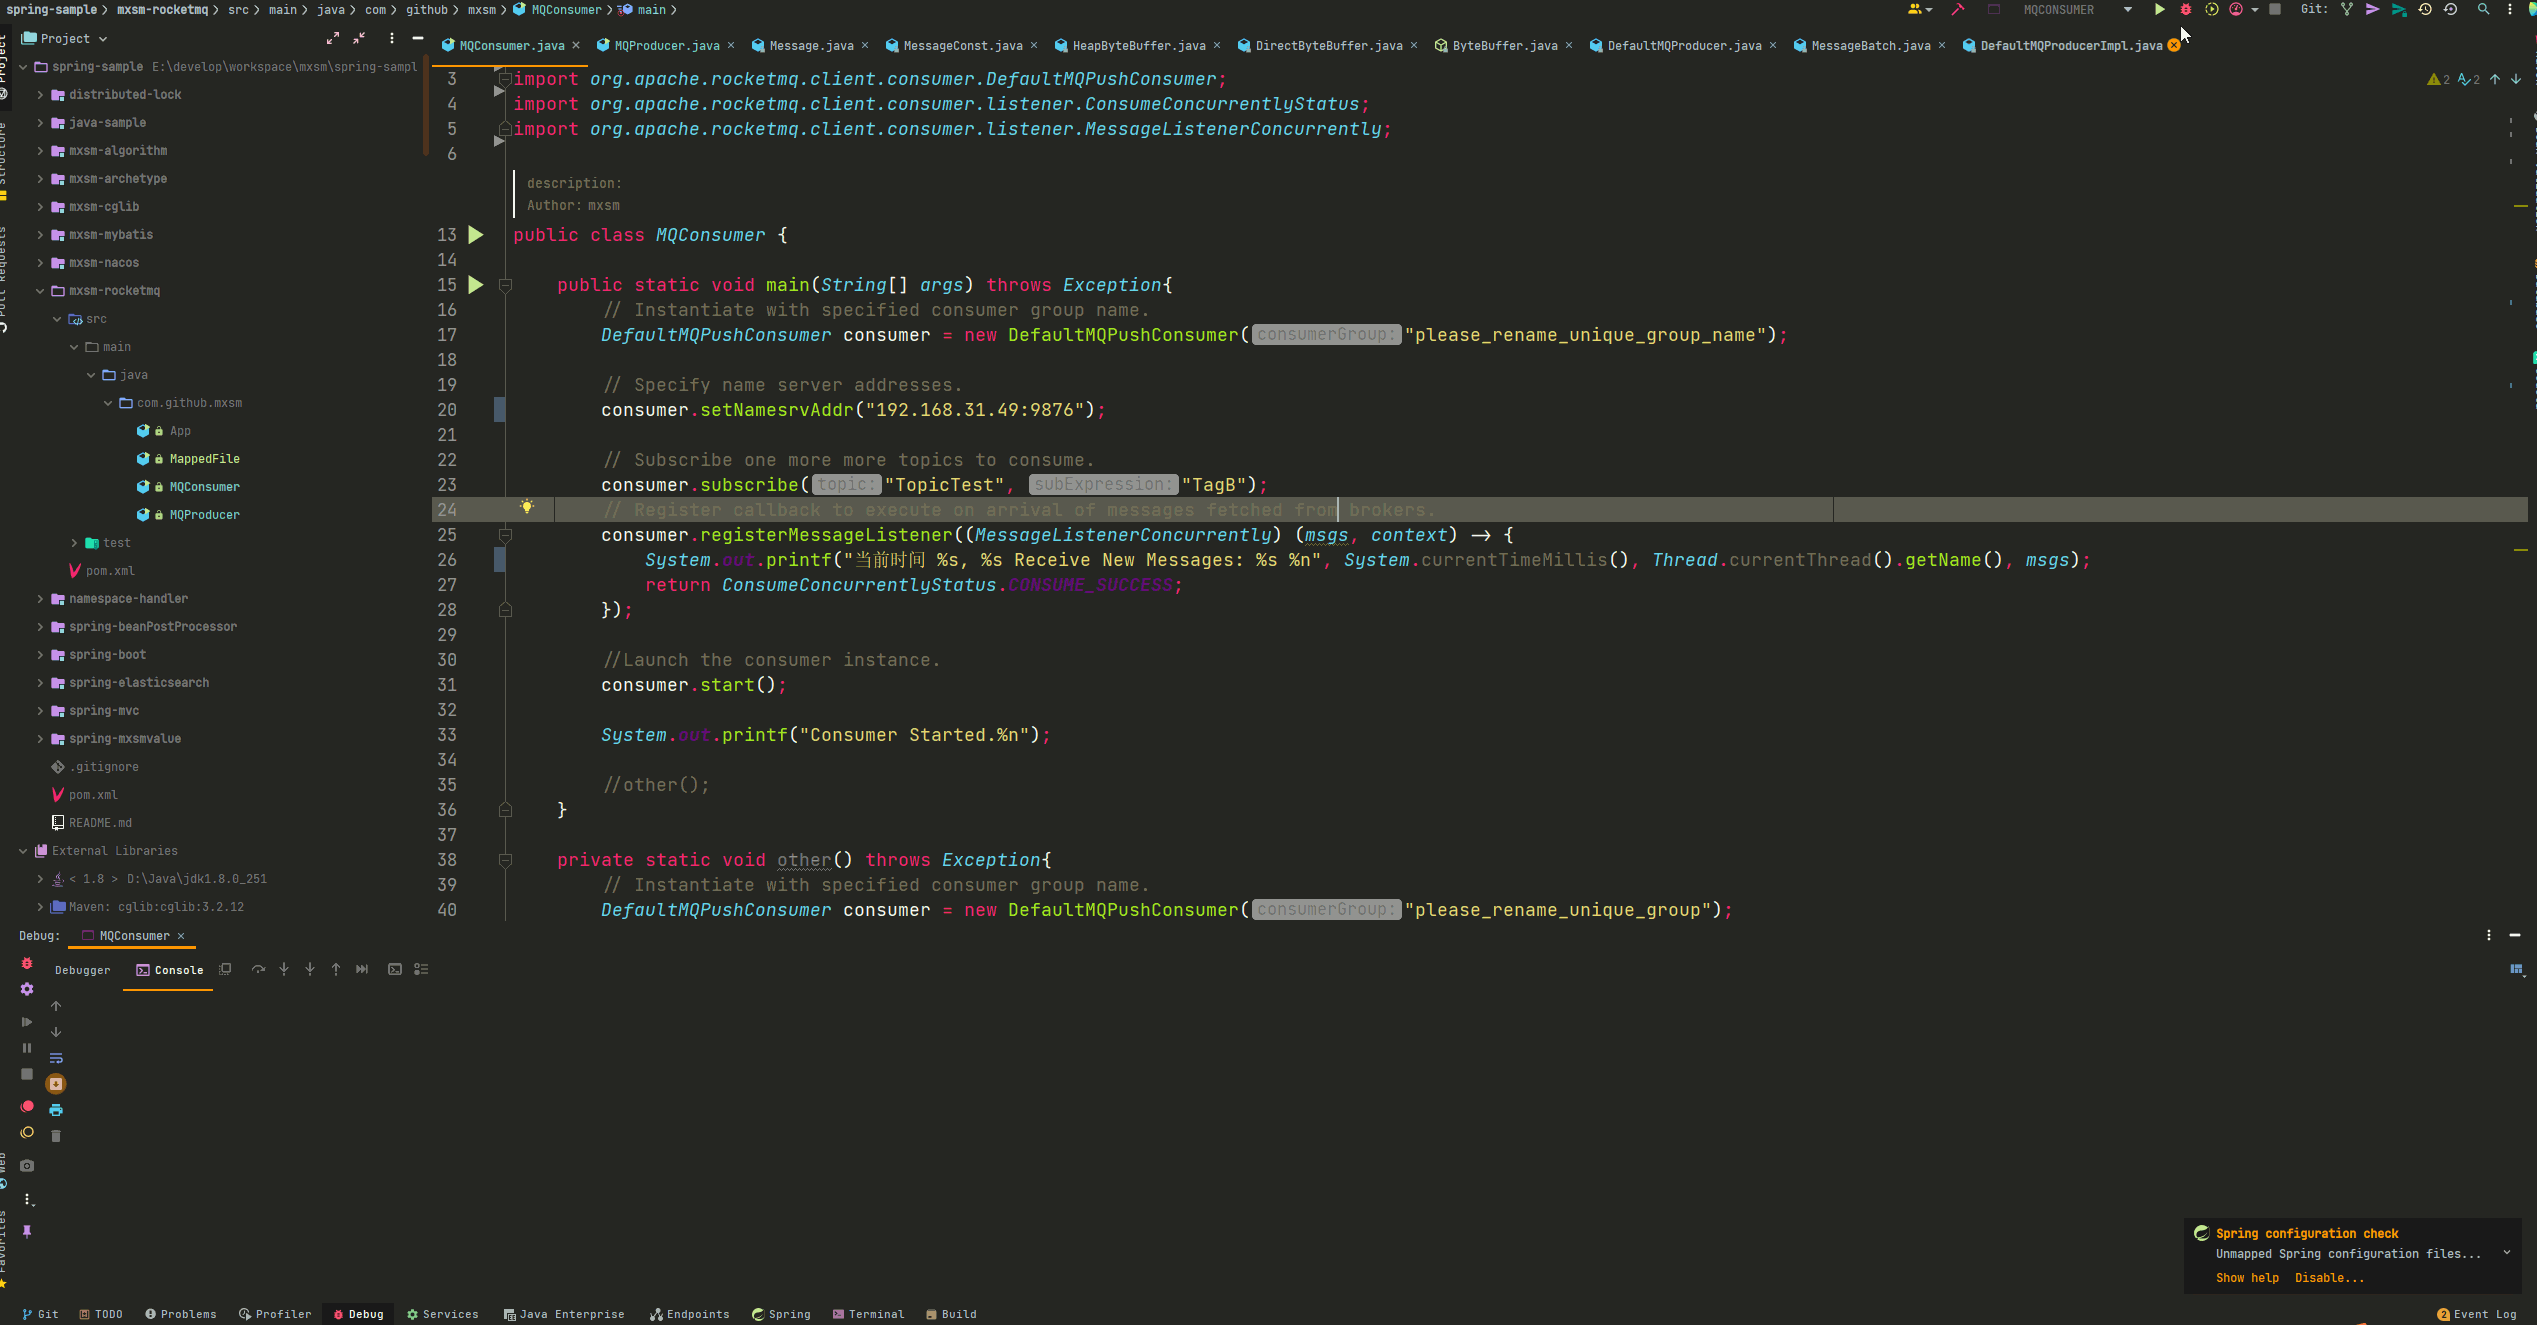 spring-sample mxsm-rocketmq src main java com github mxsm MQConsumer main
MQCONSUMER
Git:
Project
MQConsumer.java MQProducer.java Message.java MessageConst.java HeapByteBuffer.java DirectByteBuffer.java ByteBuffer.java DefaultMQProducer.java MessageBatch.java DefaultMQProducerImpl.java
Project
Structure
Pull Requests
Web
Favorites
spring-sample E:\develop\workspace\mxsm\spring-sampl
distributed-lock
java-sample
mxsm-algorithm
mxsm-archetype
mxsm-cglib
mxsm-mybatis
mxsm-nacos
mxsm-rocketmq
src
main
java
com.github.mxsm
App
MappedFile
MQConsumer
MQProducer
test
pom.xml
namespace-handler
spring-beanPostProcessor
spring-boot
spring-elasticsearch
spring-mvc
spring-mxsmvalue
.gitignore
pom.xml
README.md
External Libraries
< 1.8 > D:\Java\jdk1.8.0_251
Maven: cglib:cglib:3.2.12
2 2
3 import org.apache.rocketmq.client.consumer.DefaultMQPushConsumer;
4 import org.apache.rocketmq.client.consumer.listener.ConsumeConcurrentlyStatus;
5 import org.apache.rocketmq.client.consumer.listener.MessageListenerConcurrently;
6
description:
Author: mxsm
13 public class MQConsumer {
14
15 public static void main(String[] args) throws Exception{
16 // Instantiate with specified consumer group name.
17 DefaultMQPushConsumer consumer = new DefaultMQPushConsumer( consumerGroup: "please_rename_unique_group_name");
18
19 // Specify name server addresses.
20 consumer.setNamesrvAddr("192.168.31.49:9876");
21
22 // Subscribe one more more topics to consume.
23 consumer.subscribe( topic: "TopicTest", subExpression: "TagB");
24 // Register callback to execute on arrival of messages fetched from brokers.
25 consumer.registerMessageListener((MessageListenerConcurrently) (msgs, context) -> {
26 System.out.printf("当前时间 %s, %s Receive New Messages: %s %n", System.currentTimeMillis(), Thread.currentThread().getName(), msgs);
27 return ConsumeConcurrentlyStatus.CONSUME_SUCCESS;
28 });
29
30 //Launch the consumer instance.
31 consumer.start();
32
33 System.out.printf("Consumer Started.%n");
34
35 //other();
36 }
37
38 private static void other() throws Exception{
39 // Instantiate with specified consumer group name.
40 DefaultMQPushConsumer consumer = new DefaultMQPushConsumer( consumerGroup: "please_rename_unique_group");
Debug: MQConsumer
Debugger Console
Spring configuration check
Unmapped Spring configuration files...
Show help Disable...
Git TODO Problems Profiler Debug Services Java Enterprise Endpoints Spring Terminal Build
2 Event Log